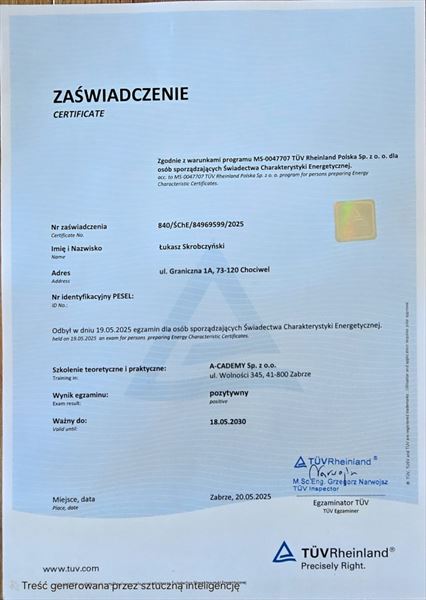 ZAŚWIADCZENIE
CERTIFICATE
Zgodnie z warunkami programu MS-0047707 TÜV Rheinland Polska Sp. z o. o. dla
osób sporządzających Świadectwa Charakterystyki Energetycznej.
acc. to MS-0047707 TÜV Rheinland Polska Sp. z o. o. program for persons preparing Energy
Characteristic Certificates.
Nr zaświadczenia 840/ŚChE/84969599/2025
Certificate No.
Imię i Nazwisko Łukasz Skrobczyński
Name
Adres ul. Graniczna 1A, 73-120 Chociwel
Address
Nr identyfikacyjny PESEL:
ID No.:
Odbył w dniu 19.05.2025 egzamin dla osób sporządzających Świadectwa Charakterystyki Energetycznej.
held on 19.05.2025 an exam for persons preparing Energy Characteristic Certificates.
Szkolenie teoretyczne i praktyczne: A-CADEMY Sp. z o.o.
Training in: ul. Wolności 345, 41-800 Zabrze
Wynik egzaminu: pozytywny
Exam result: positive
Ważny do: 18.05.2030
Valid until:
TÜVRheinland®
M.Sc.Eng. Grzegorz Narwojsz
TÜV Inspector
Miejsce, data Zabrze, 20.05.2025 Egzaminator TÜV
Place, date TÜV Egzaminer
www.tuv.com
TÜVRheinland®
Precisely Right.
Treść generowana przez sztuczną inteligencję